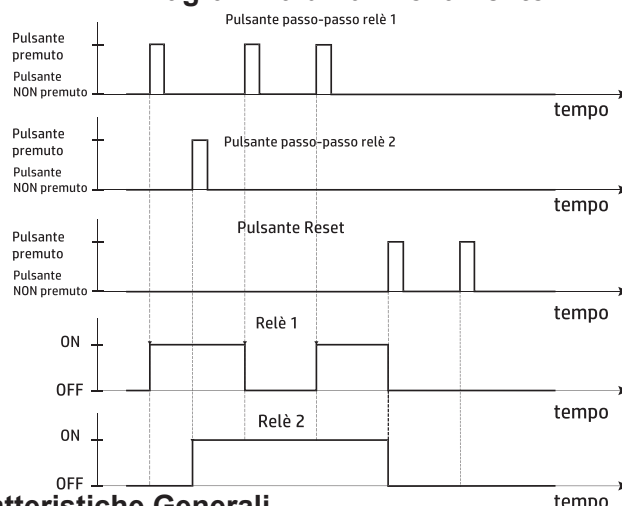 Pulsante passo-passo relè 1
Pulsante
premuto
Pulsante
NON premuto
tempo
Pulsante
premuto
Pulsante passo-passo relè 2
Pulsante
NON premuto
tempo
Pulsante Reset
Pulsante
premuto
Pulsante
NON premuto
tempo
Relè 1
ON
OFF
tempo
Relè 2
ON
OFF
tempo
atteristiche Generali